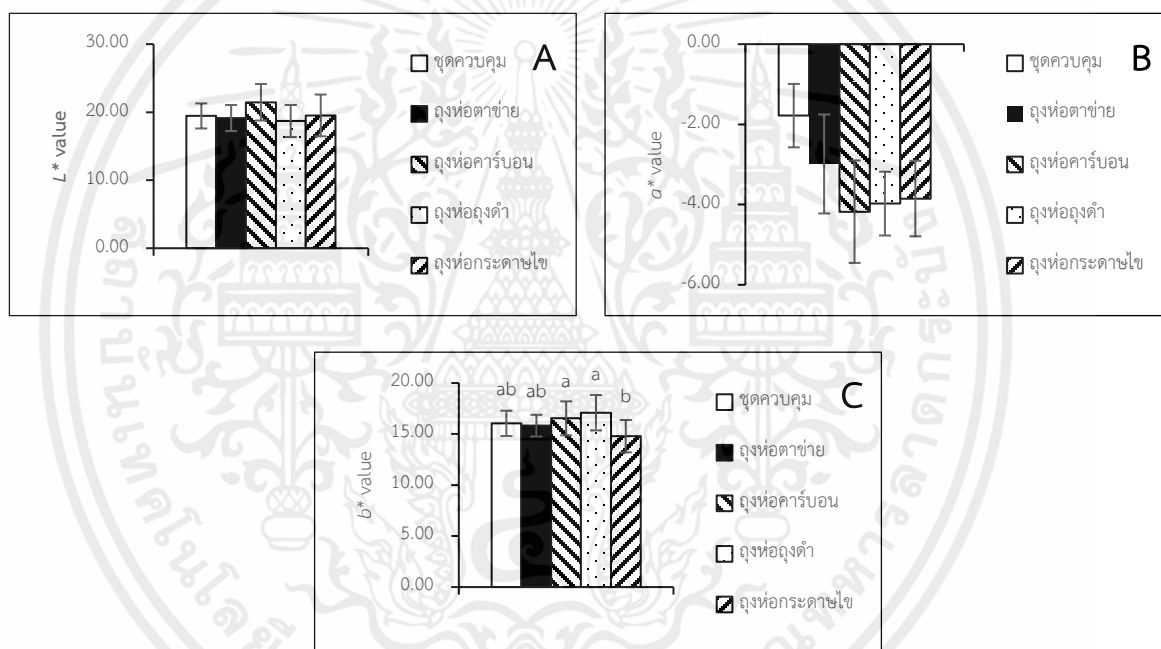 A
30.00
20.00
10.00
0.00
L* value
ชุดควบคุม
ถุงห่อตาข่าย
ถุงห่อคาร์บอน
ถุงห่อถุงดำ
ถุงห่อกระดาษไข
B
0.00
-2.00
-4.00
-6.00
a* value
ชุดควบคุม
ถุงห่อตาข่าย
ถุงห่อคาร์บอน
ถุงห่อถุงดำ
ถุงห่อกระดาษไข
C
20.00
15.00
10.00
5.00
0.00
b* value
ab ab a a b
ชุดควบคุม
ถุงห่อตาข่าย
ถุงห่อคาร์บอน
ถุงห่อถุงดำ
ถุงห่อกระดาษไข